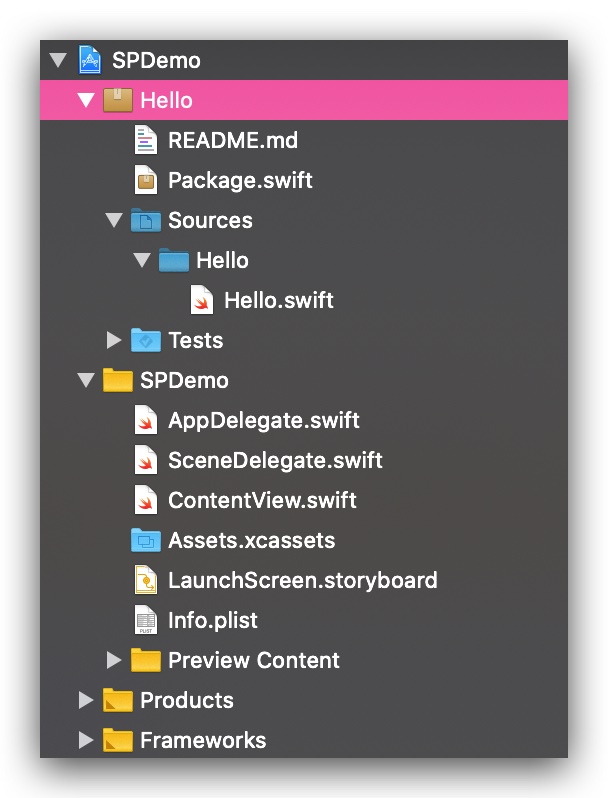 SPDemo
Hello
README.md
Package.swift
Sources
Hello
Hello.swift
Tests
SPDemo
AppDelegate.swift
SceneDelegate.swift
ContentView.swift
Assets.xcassets
LaunchScreen.storyboard
PLIST Info.plist
Preview Content
Products
Frameworks